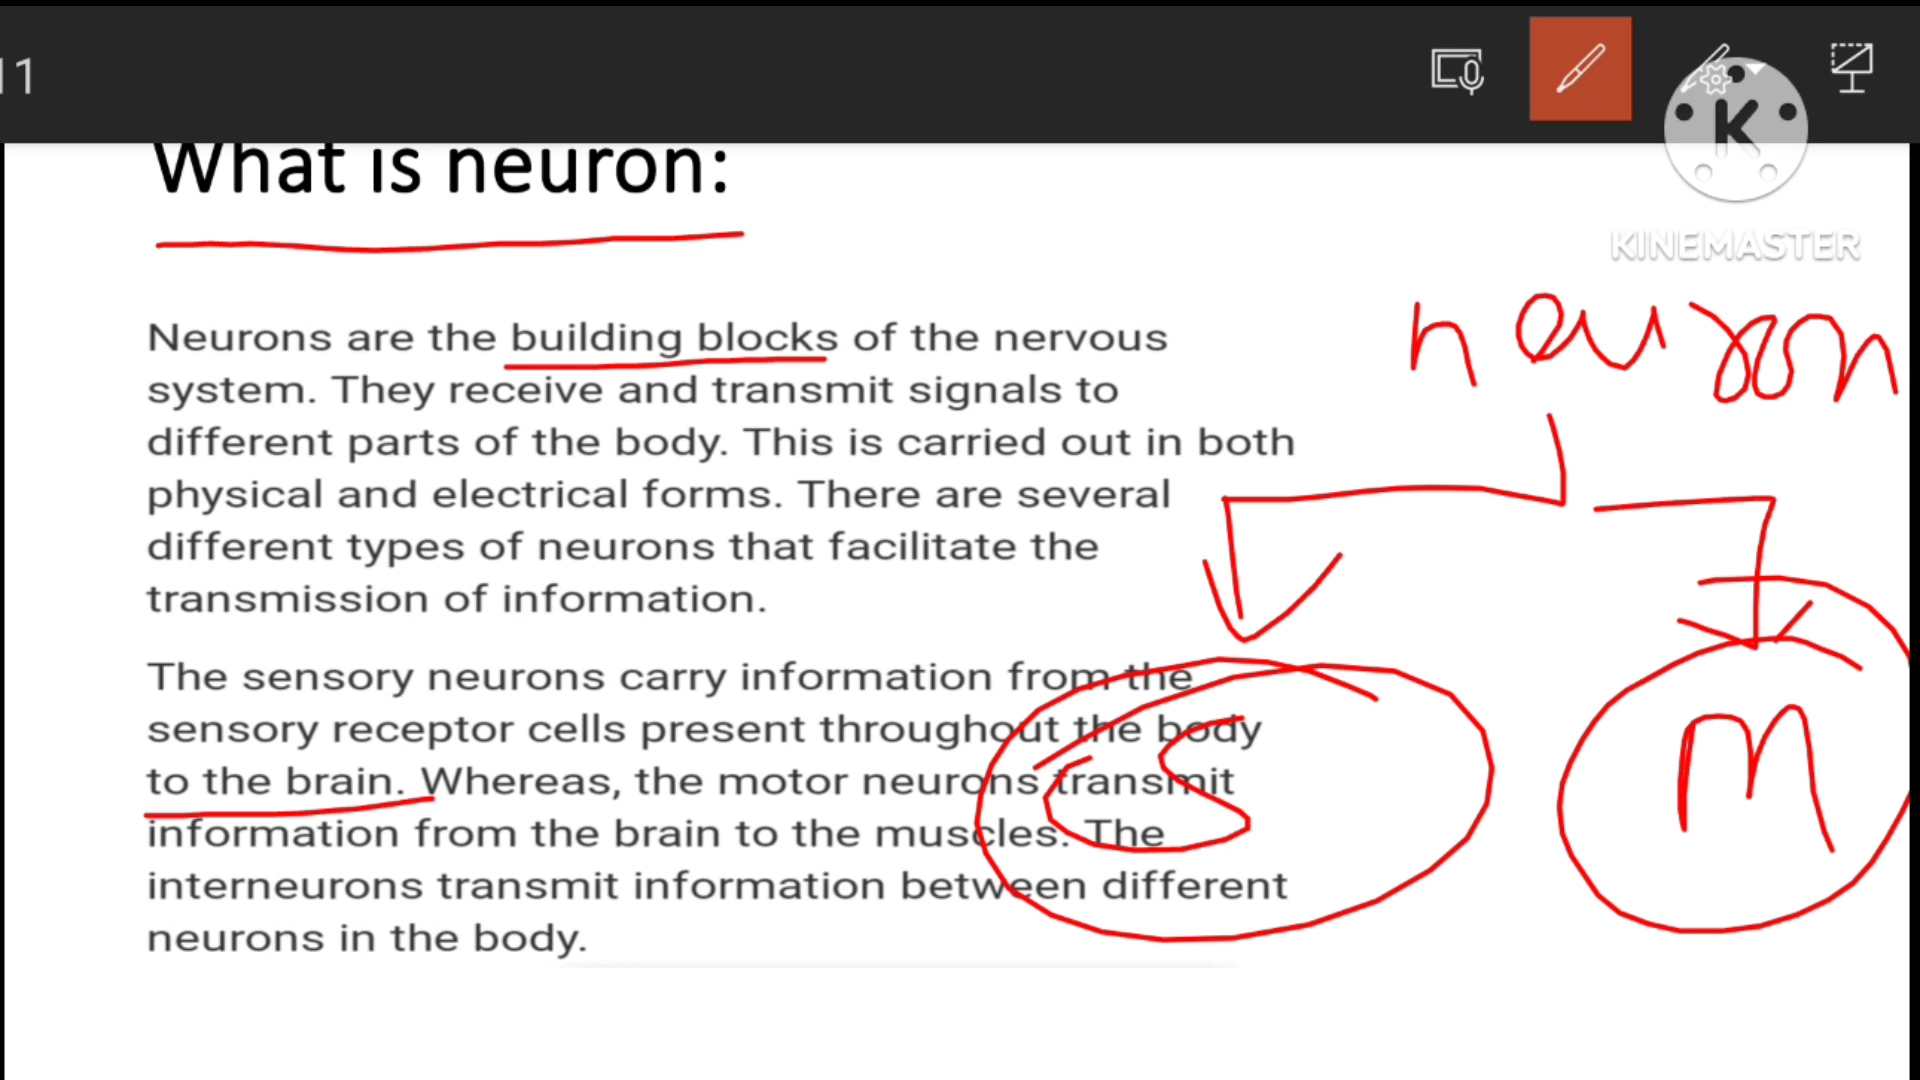 11
K
KINEMASTER
What is neuron:
Neurons are the building blocks of the nervous
system. They receive and transmit signals to
different parts of the body. This is carried out in both
physical and electrical forms. There are several
different types of neurons that facilitate the
transmission of information.
The sensory neurons carry information from the
sensory receptor cells present throughout the body
to the brain. Whereas, the motor neurons transmit
information from the brain to the muscles. The
interneurons transmit information between different
neurons in the body.
neuron
S
M